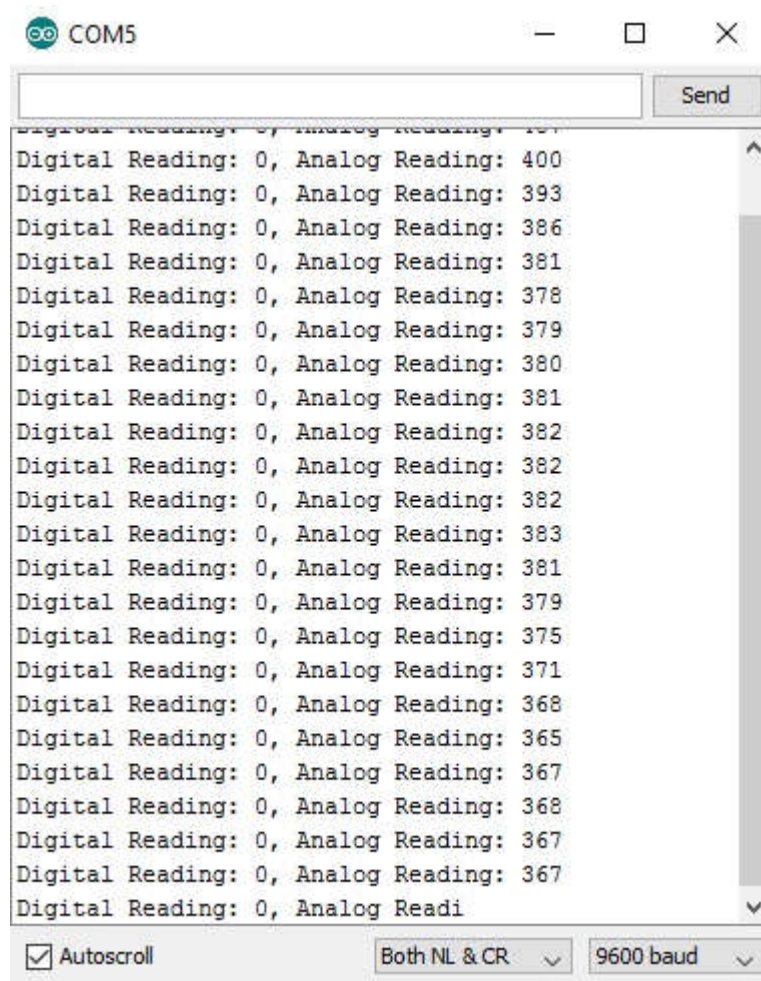 COM5
Send
Digital Reading: 0, Analog Reading:
Digital Reading: 0, Analog Reading: 400
Digital Reading: 0, Analog Reading: 393
Digital Reading: 0, Analog Reading: 386
Digital Reading: 0, Analog Reading: 381
Digital Reading: 0, Analog Reading: 378
Digital Reading: 0, Analog Reading: 379
Digital Reading: 0, Analog Reading: 380
Digital Reading: 0, Analog Reading: 381
Digital Reading: 0, Analog Reading: 382
Digital Reading: 0, Analog Reading: 382
Digital Reading: 0, Analog Reading: 382
Digital Reading: 0, Analog Reading: 383
Digital Reading: 0, Analog Reading: 381
Digital Reading: 0, Analog Reading: 379
Digital Reading: 0, Analog Reading: 375
Digital Reading: 0, Analog Reading: 371
Digital Reading: 0, Analog Reading: 368
Digital Reading: 0, Analog Reading: 365
Digital Reading: 0, Analog Reading: 367
Digital Reading: 0, Analog Reading: 368
Digital Reading: 0, Analog Reading: 367
Digital Reading: 0, Analog Reading: 367
Digital Reading: 0, Analog Readi
Autoscroll Both NL & CR 9600 baud